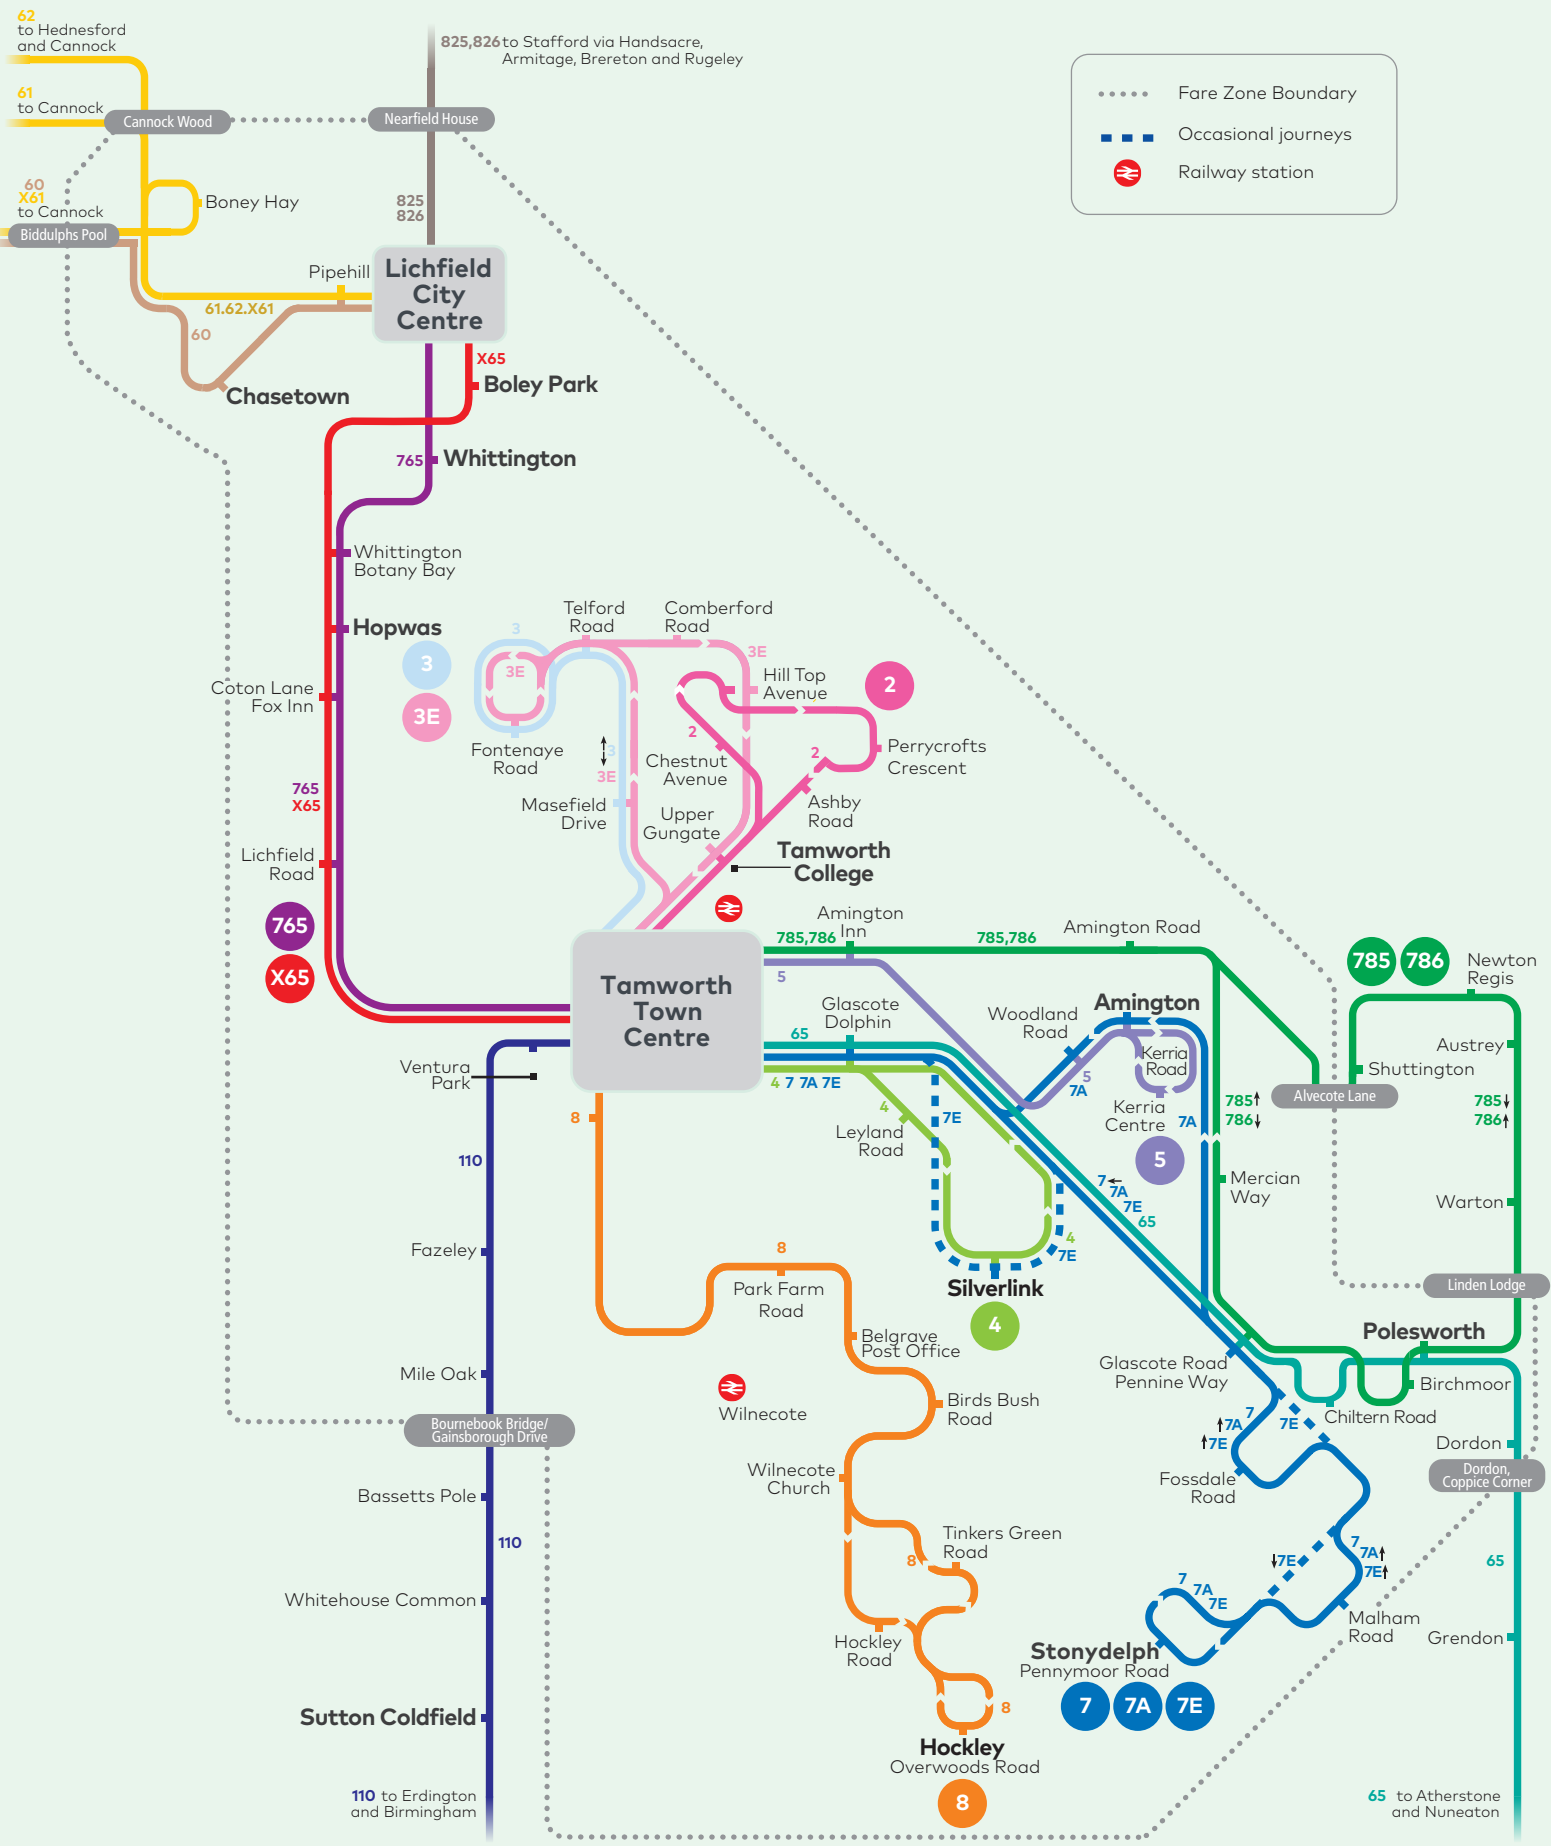 62
to Hednesford
and Cannock
61
to Cannock
Cannock Wood
60
X61
to Cannock
Biddulphs Pool
Boney Hay
825,826 to Stafford via Handsacre,
Armitage, Brereton and Rugeley
Nearfield House
825
826
Fare Zone Boundary
Occasional journeys
Railway station
Pipehill
61.62.X61
60
Chasetown
Lichfield
City
Centre
X65
Boley Park
765
Whittington
Whittington
Botany Bay
Hopwas
Coton Lane
Fox Inn
765
X65
Lichfield
Road
765
X65
3
3E
3
3E
Telford
Road
Comberford
Road
3E
Fontenaye
Road
3
3E
Masefield
Drive
Hill Top
Avenue
2
2
Chestnut
Avenue
2
Perrycrofts
Crescent
Ashby
Road
Upper
Gungate
Tamworth
College
Tamworth
Town
Centre
Amington
Inn
785,786
785,786
Amington Road
5
Glascote
Dolphin
65
4 7 7A 7E
Woodland
Road
Amington
Kerria
Road
5
7A
Kerria
Centre
5
7A
785
786
Mercian
Way
785
786
Newton
Regis
Austrey
Shuttington
Alvecote Lane
785
786
Warton
Linden Lodge
Ventura
Park
8
110
4
Leyland
Road
7E
7
7A
7E
65
4
7E
Silverlink
4
Fazeley
8
Park Farm
Road
Belgrave
Post Office
Mile Oak
Bournebook Bridge/
Gainsborough Drive
Wilnecote
Birds Bush
Road
Wilnecote
Church
Polesworth
Glascote Road
Pennine Way
Birchmoor
Chiltern Road
7
7A
7E
7E
Fossdale
Road
Dordon
Dordon,
Coppice Corner
Bassetts Pole
110
Tinkers Green
Road
8
7E
7
7A
7E
65
7
7A
7E
Whitehouse Common
Malham
Road
Hockley
Road
Stonydelph
Pennymoor Road
7
7A
7E
Grendon
Sutton Coldfield
8
Hockley
Overwoods Road
8
110 to Erdington
and Birmingham
65 to Atherstone
and Nuneaton